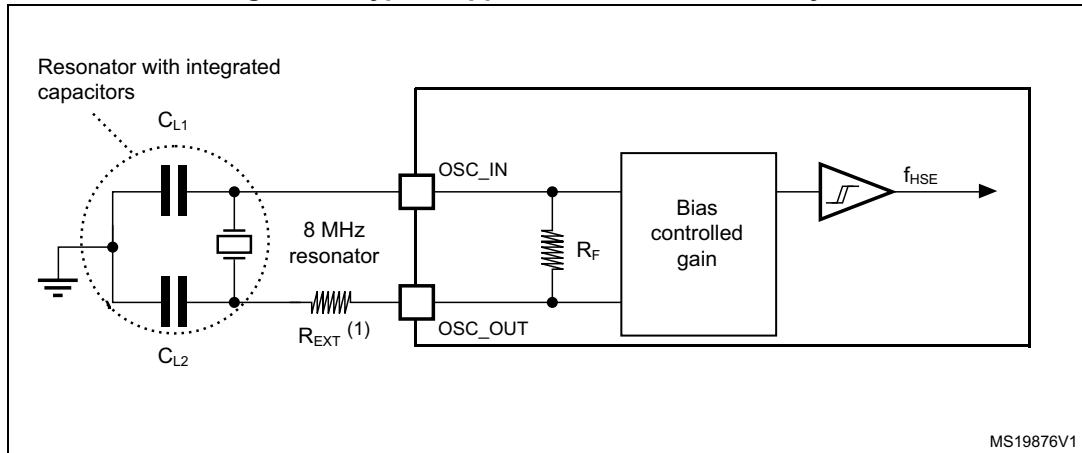 Resonator with integrated
capacitors
CL1
OSC_IN
fHSE
8 MHz
resonator
RF
Bias
controlled
gain
REXT (1)
OSC_OUT
CL2
MS19876V1